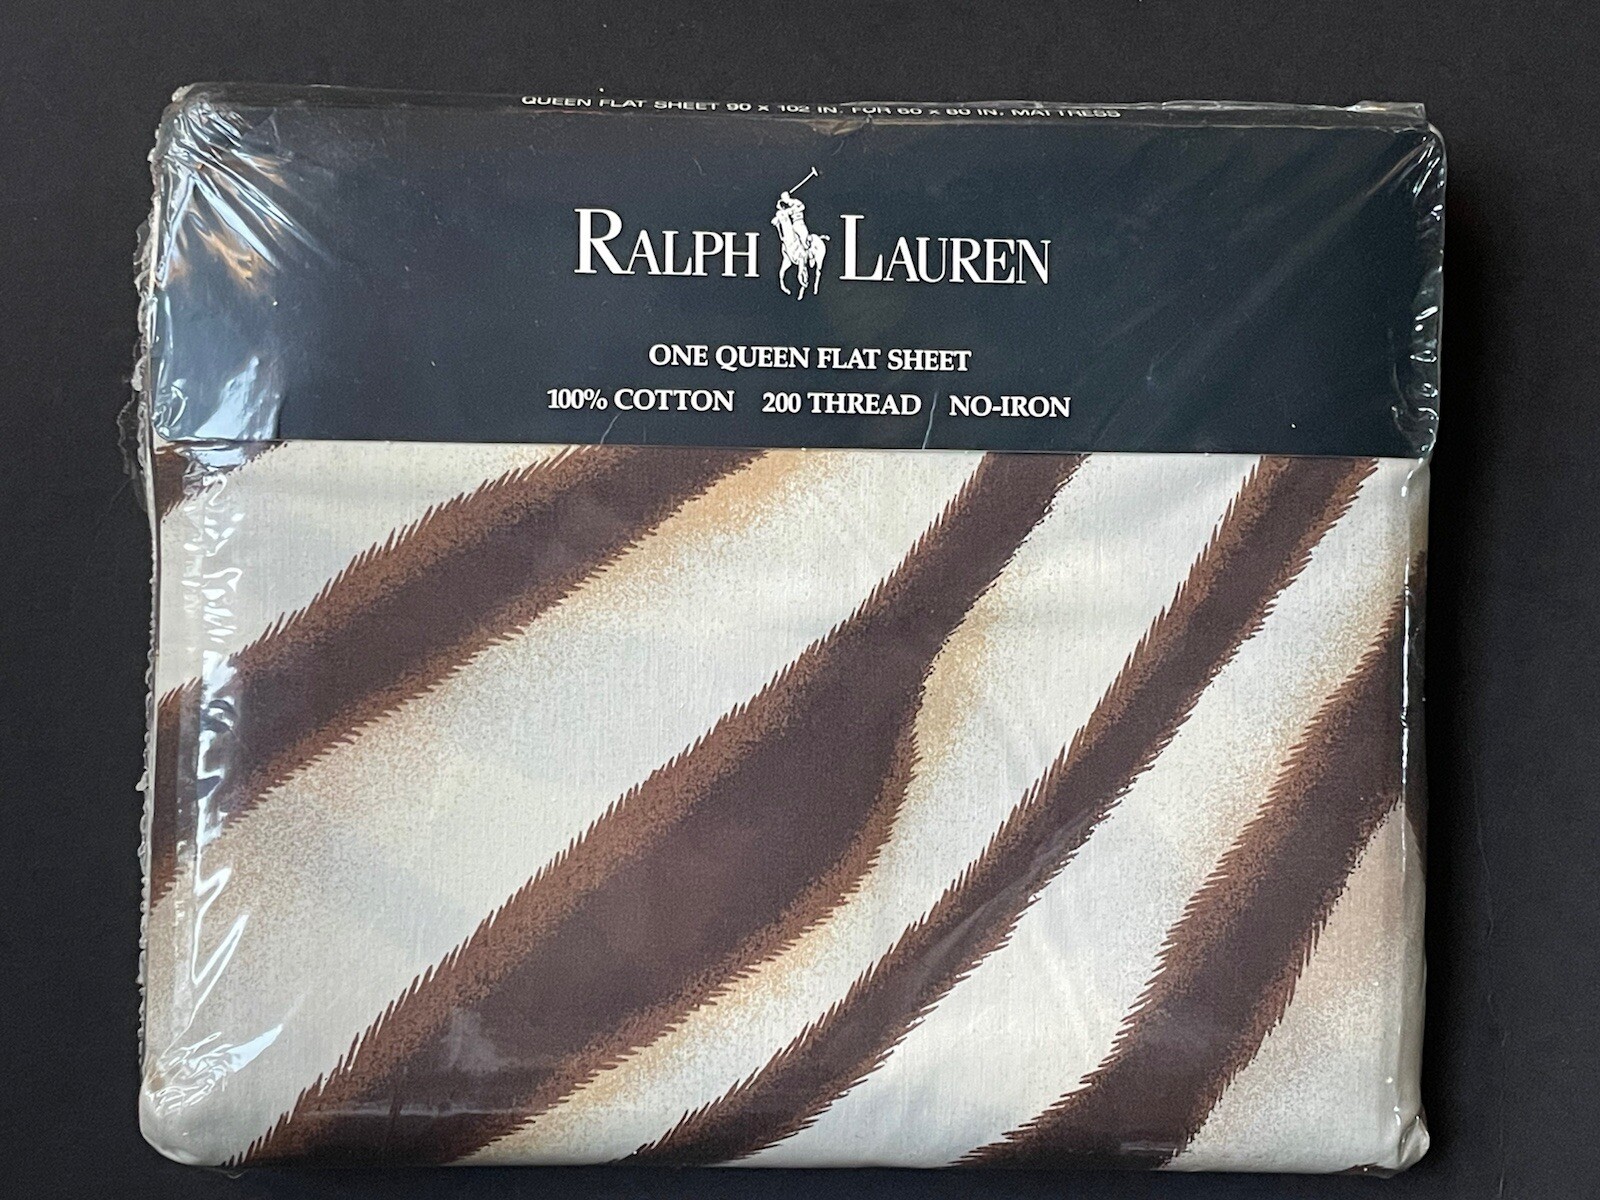 QUEEN FLAT SHEET 90 x 102 IN. FOR 60 x 80 IN. MATTRESS
RALPH LAUREN
ONE QUEEN FLAT SHEET
100% COTTON 200 THREAD NO-IRON